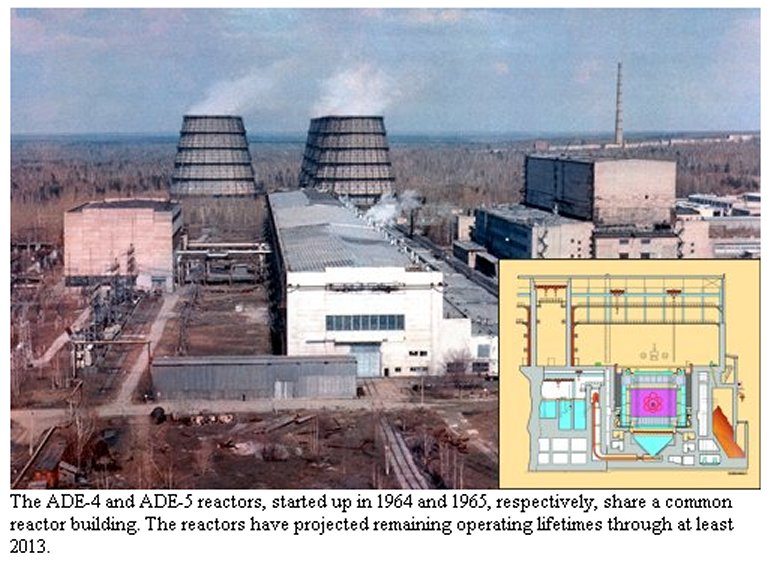 The ADE-4 and ADE-5 reactors, started up in 1964 and 1965, respectively, share a common
reactor building. The reactors have projected remaining operating lifetimes through at least
2013.